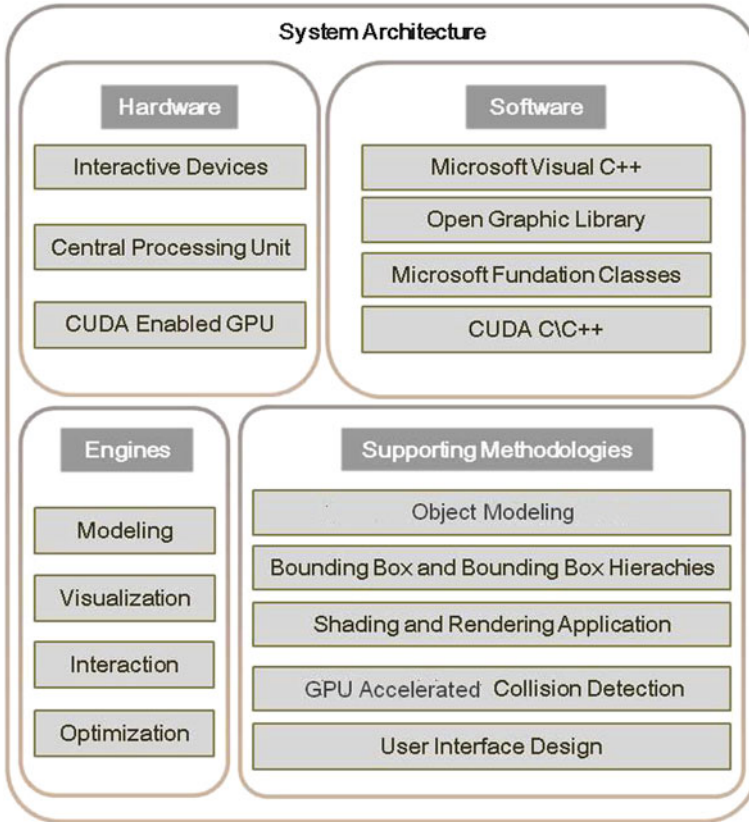 System Architecture
Hardware
Interactive Devices
Central Processing Unit
CUDA Enabled GPU
Software
Microsoft Visual C++
Open Graphic Library
Microsoft Fundation Classes
CUDA C\C++
Engines
Modeling
Visualization
Interaction
Optimization
Supporting Methodologies
Object Modeling
Bounding Box and Bounding Box Hierachies
Shading and Rendering Application
GPU Accelerated Collision Detection
User Interface Design